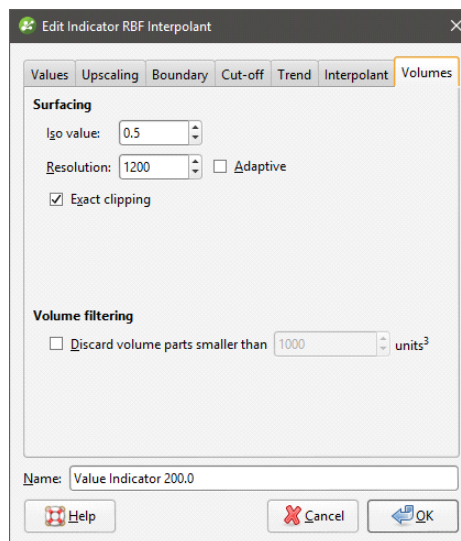 Edit Indicator RBF Interpolant
Values Upscaling Boundary Cut-off Trend Interpolant Volumes
Surfacing
Iso value: 0.5
Resolution: 1200 Adaptive
Exact clipping
Volume filtering
Discard volume parts smaller than 1000 units³
Name: Value Indicator 200.0
Help Cancel OK